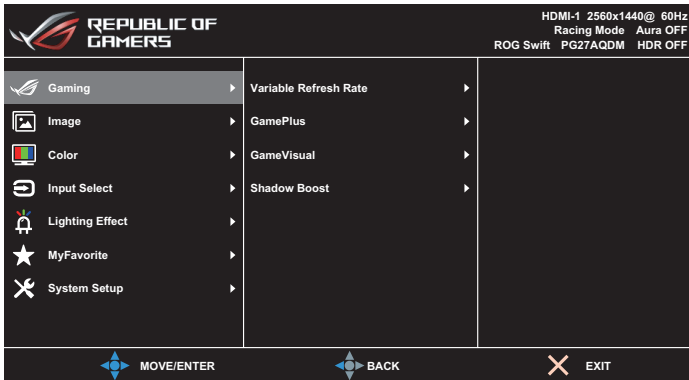 REPUBLIC OF
GAMERS
HDMI-1 2560x1440@ 60Hz
Racing Mode Aura OFF
ROG Swift PG27AQDM HDR OFF
Gaming
Image
Color
Input Select
Lighting Effect
MyFavorite
System Setup
Variable Refresh Rate
GamePlus
GameVisual
Shadow Boost
MOVE/ENTER
BACK
EXIT